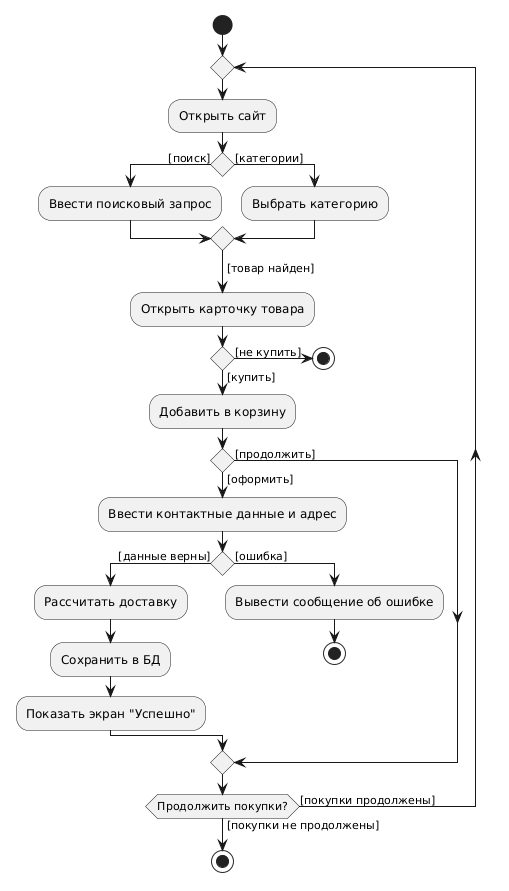 Открыть сайт
[поиск]
[категории]
Ввести поисковый запрос
Выбрать категорию
[товар найден]
Открыть карточку товара
[не купить]
[купить]
Добавить в корзину
[продолжить]
[оформить]
Ввести контактные данные и адрес
[данные верны]
[ошибка]
Рассчитать доставку
Вывести сообщение об ошибке
Сохранить в БД
Показать экран "Успешно"
Продолжить покупки?
[покупки продолжены]
[покупки не продолжены]